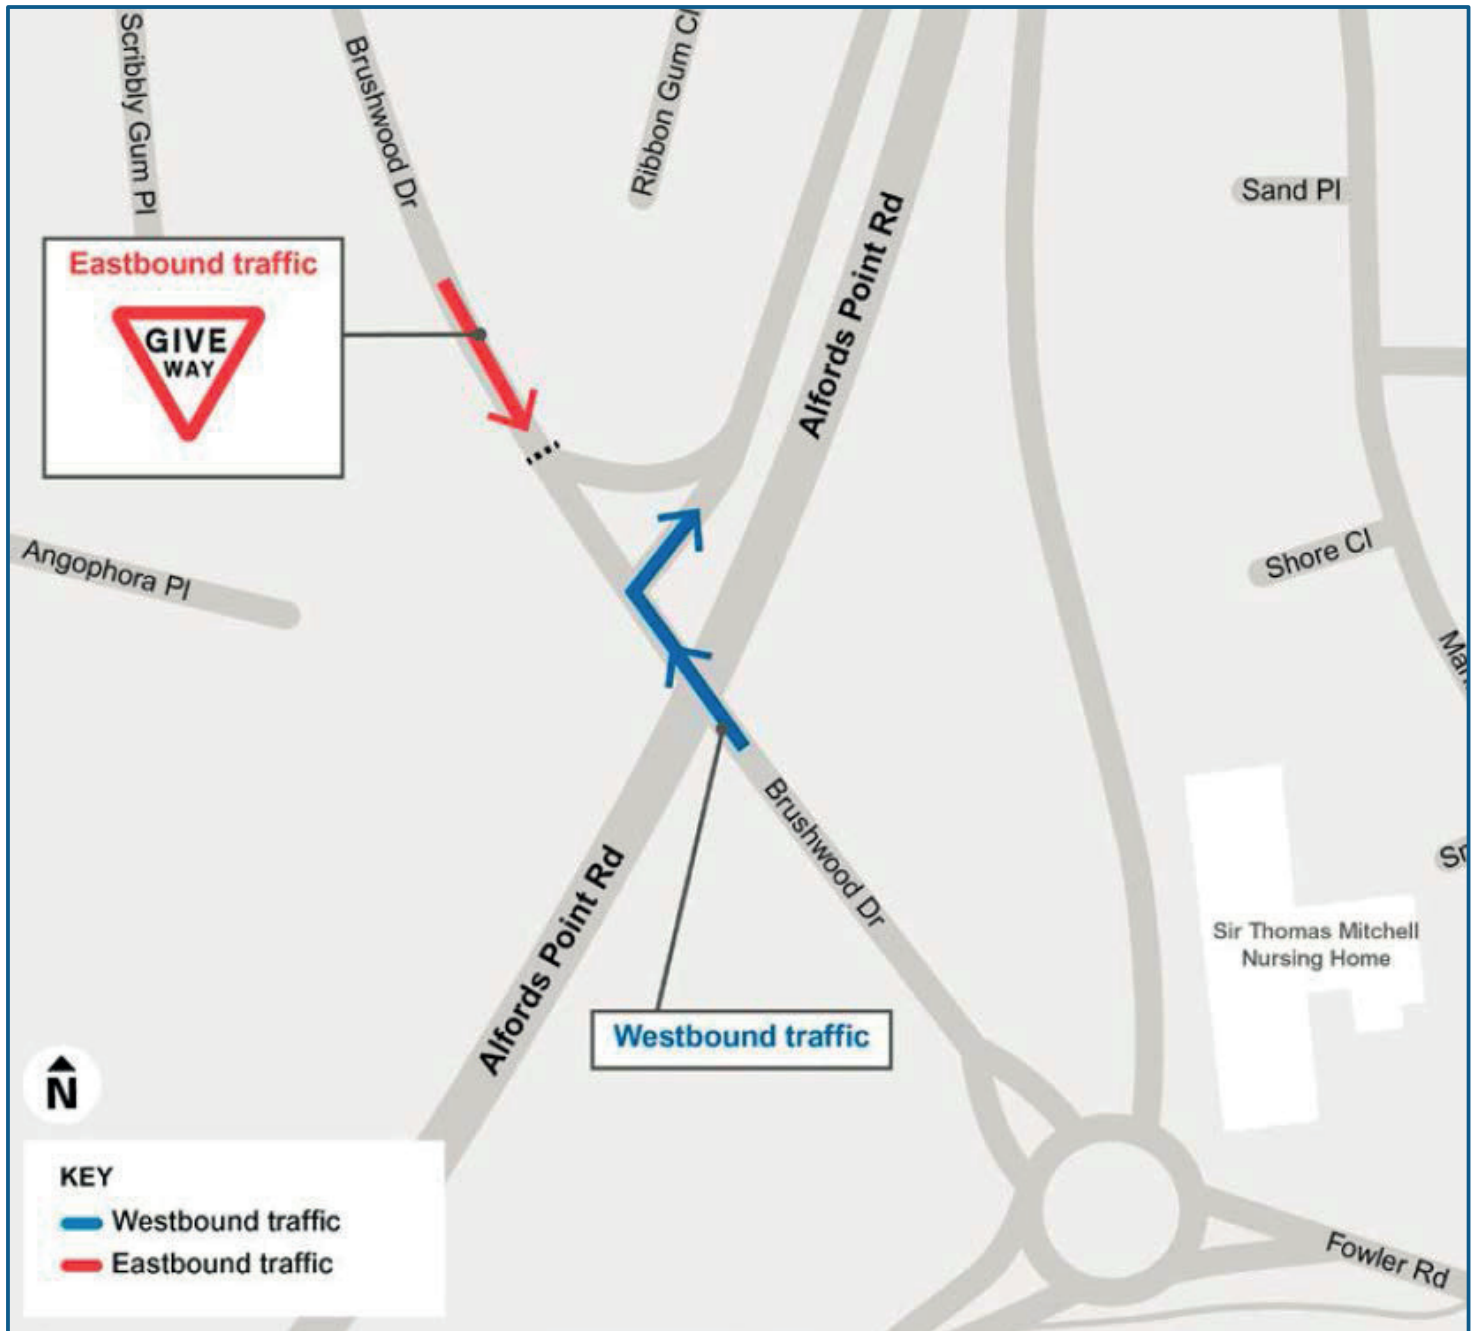 Scribbly Gum Pl
Brushwood Dr
Ribbon Gum Cl
Alfords Point Rd
Sand Pl
Eastbound traffic
GIVE
WAY
Angophora Pl
Shore Cl
Brushwood Dr
Alfords Point Rd
Sir Thomas Mitchell
Nursing Home
Westbound traffic
N
KEY
Westbound traffic
Eastbound traffic
Fowler Rd